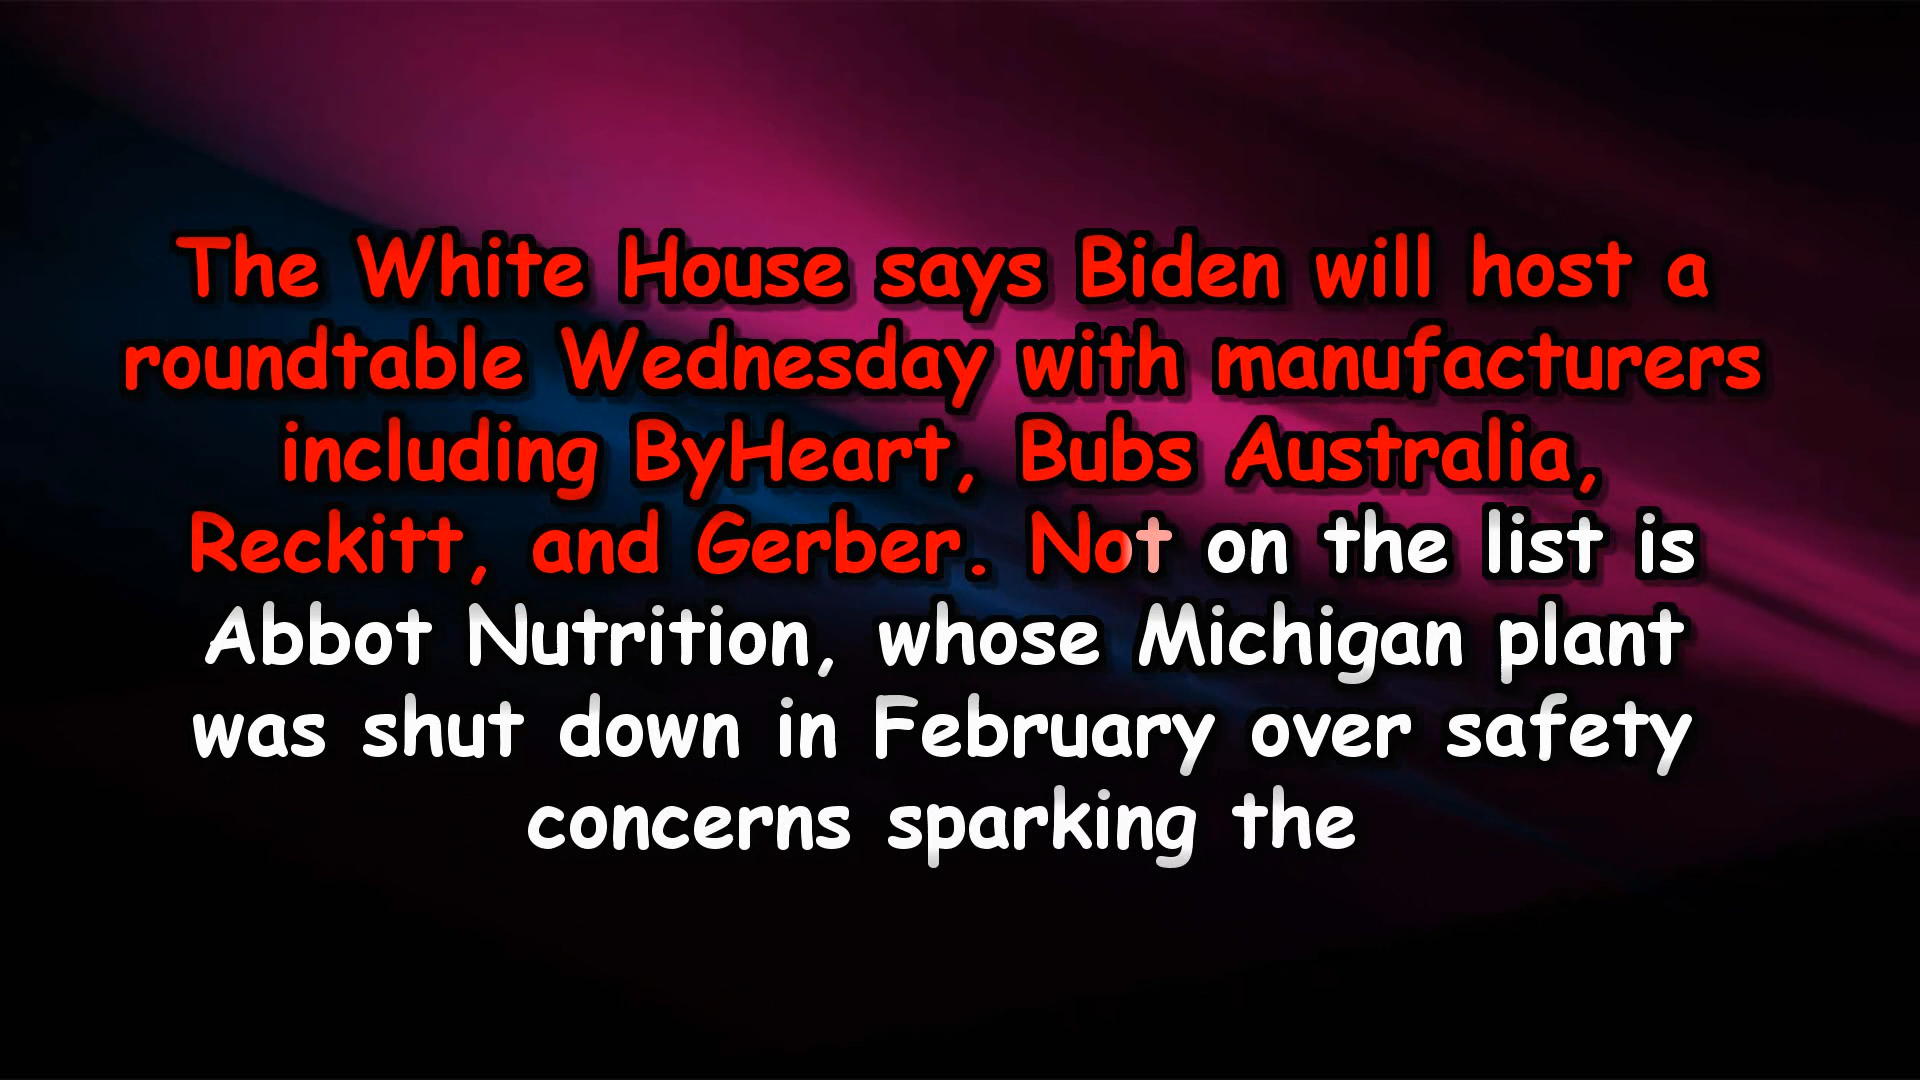 The White House says Biden will host a
roundtable Wednesday with manufacturers
including ByHeart, Bubs Australia,
Reckitt, and Gerber. Not on the list is
Abbot Nutrition, whose Michigan plant
was shut down in February over safety
concerns sparking the